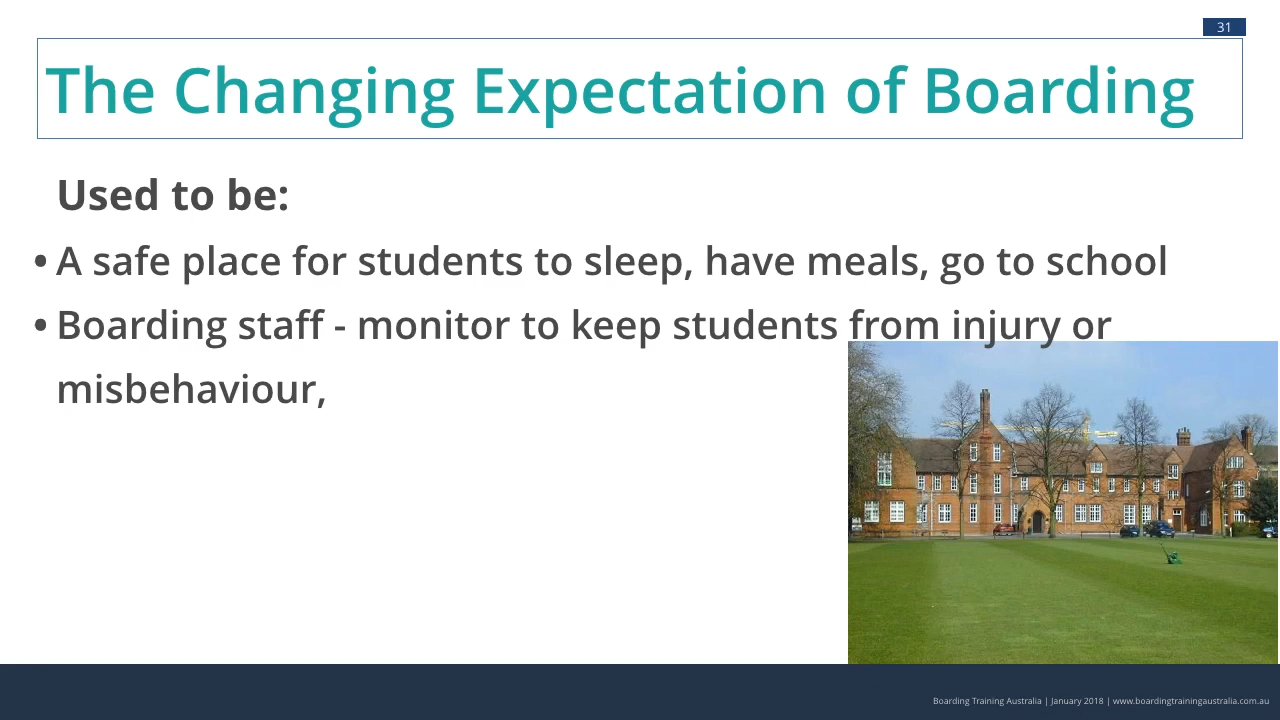 31
The Changing Expectation of Boarding
Used to be:
• A safe place for students to sleep, have meals, go to school
• Boarding staff - monitor to keep students from injury or
misbehaviour,
Boarding Training Australia | January 2018 | www.boardingtrainingaustralia.com.au